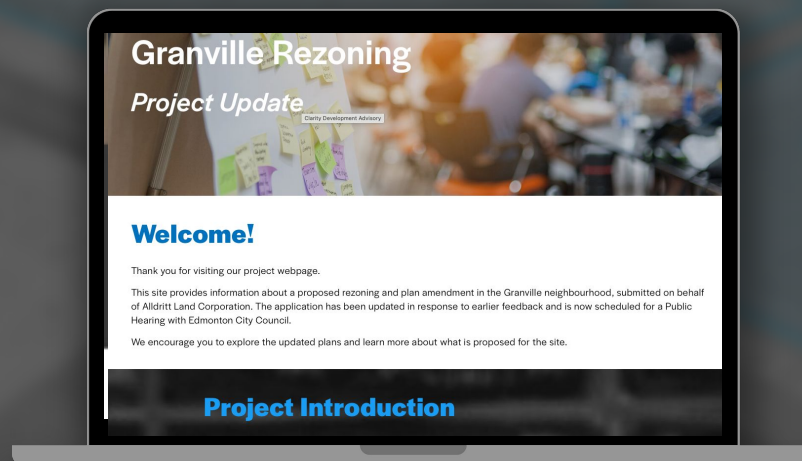 Granville Rezoning
Project Update
Clarity Development Advisory
Welcome!
Thank you for visiting our project webpage.
This site provides information about a proposed rezoning and plan amendment in the Granville neighbourhood, submitted on behalf
of Alldritt Land Corporation. The application has been updated in response to earlier feedback and is now scheduled for a Public
Hearing with Edmonton City Council.
We encourage you to explore the updated plans and learn more about what is proposed for the site.
Project Introduction